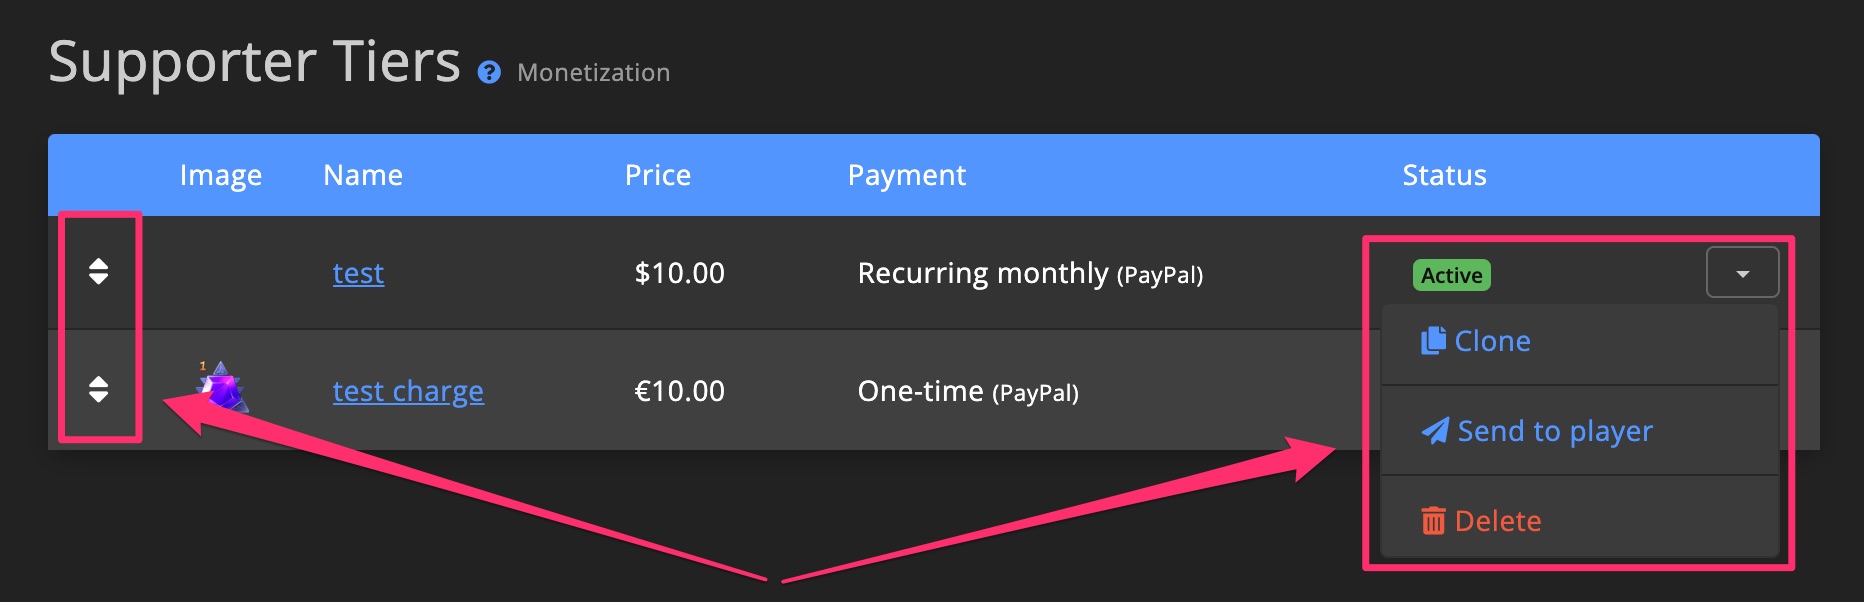 Supporter Tiers ? Monetization
Image Name Price Payment Status
test $10.00 Recurring monthly (PayPal) Active
Clone
1
test charge €10.00 One-time (PayPal)
Send to player
Delete